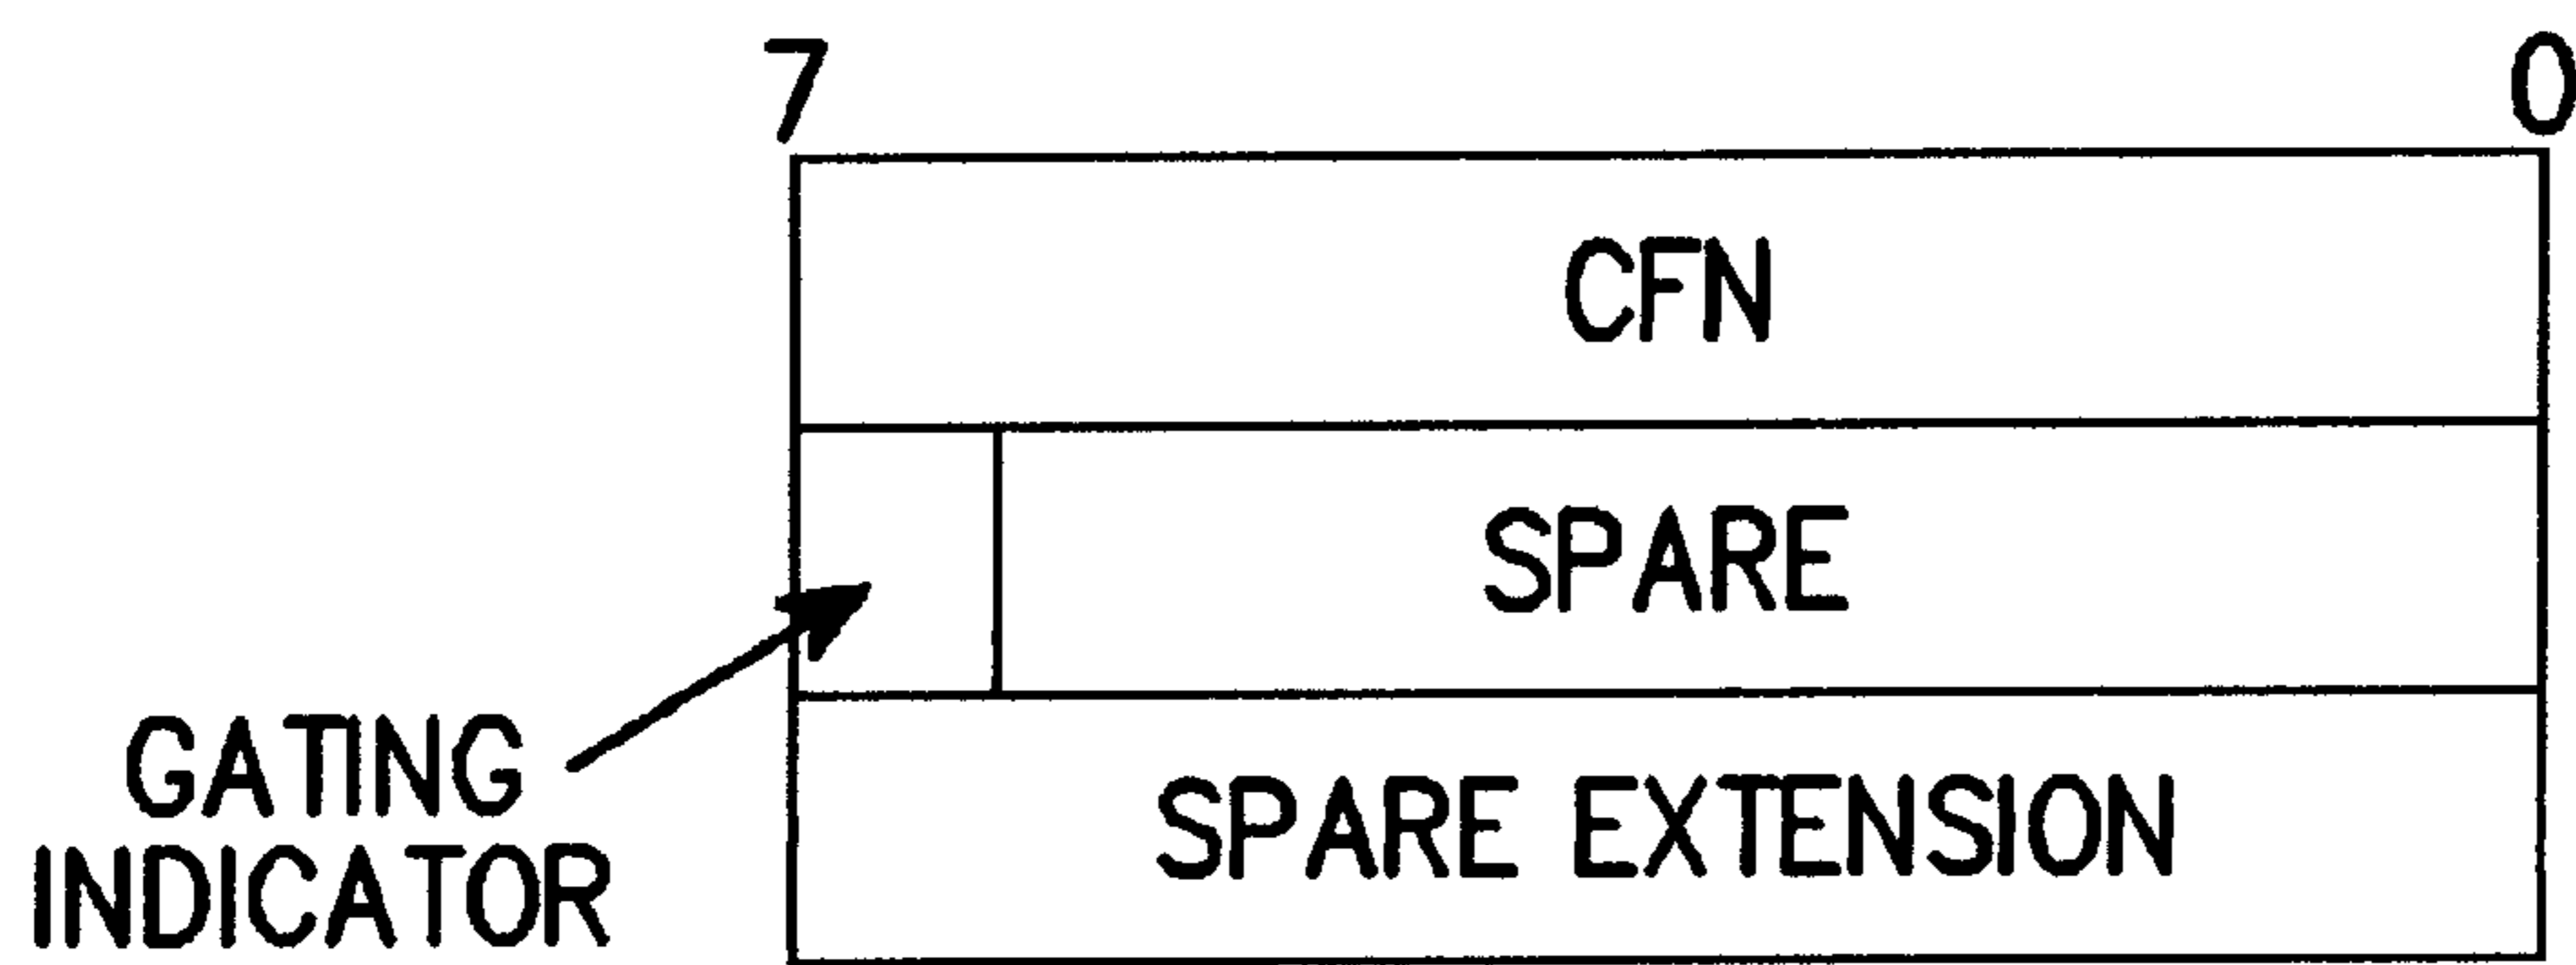 7 0
CFN
SPARE
GATING
INDICATOR
SPARE EXTENSION